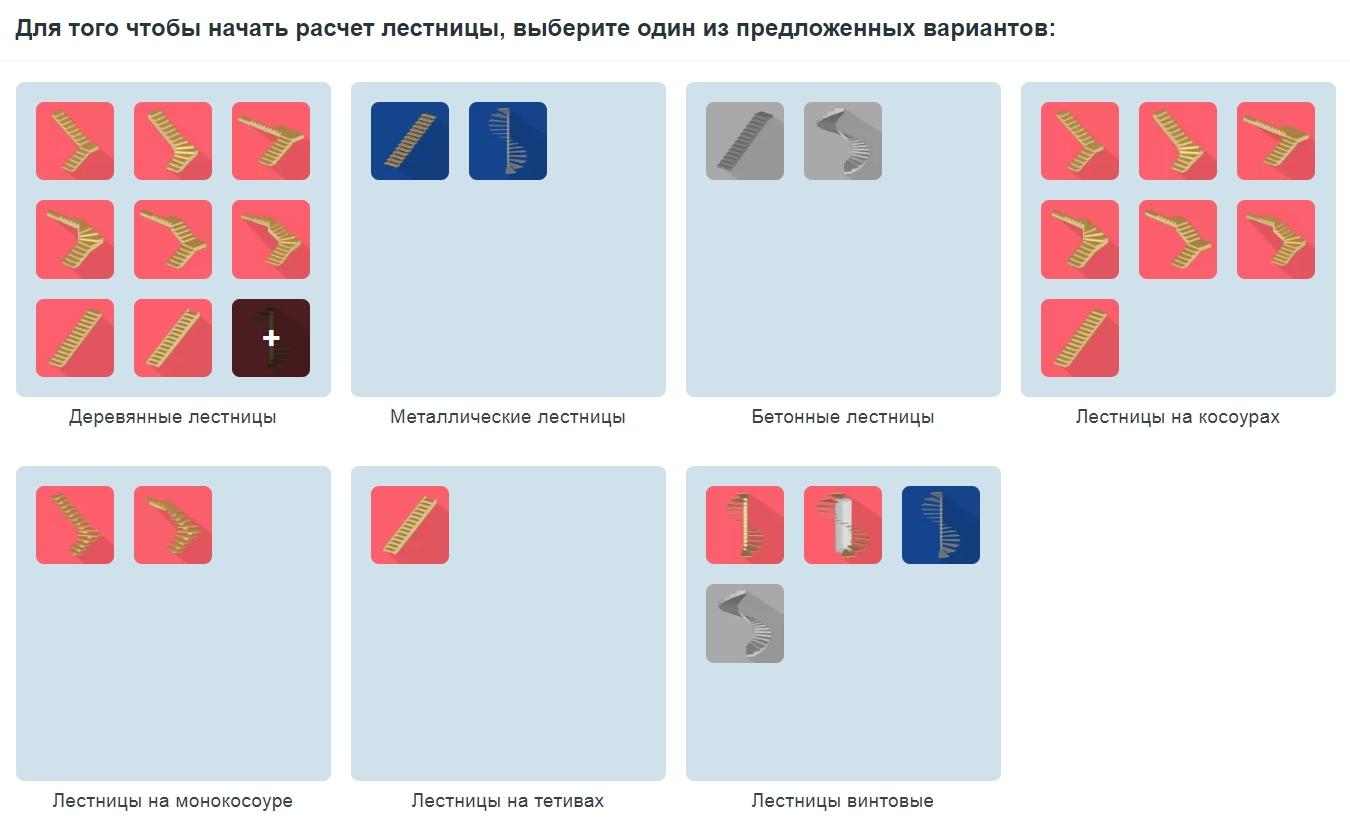 Для того чтобы начать расчет лестницы, выберите один из предложенных вариантов:
+
Деревянные лестницы
Металлические лестницы
Бетонные лестницы
Лестницы на косоурах
Лестницы на монокосоуре
Лестницы на тетивах
Лестницы винтовые